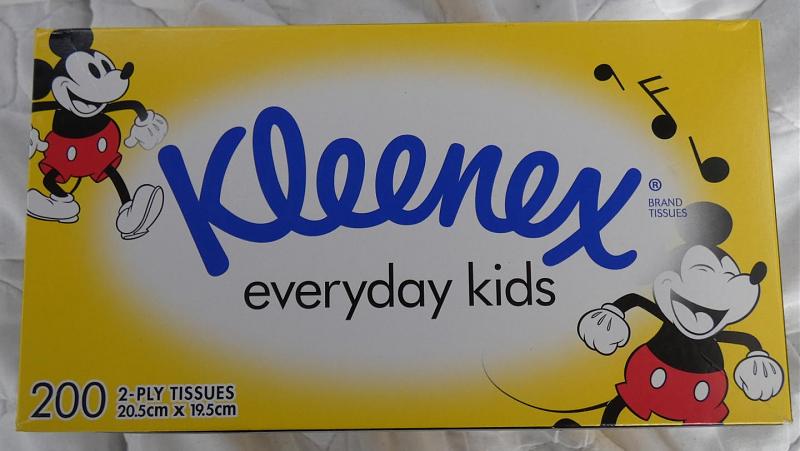 Kleenex®
BRAND
TISSUES
everyday kids
200 2-PLY TISSUES
20.5cm x 19.5cm